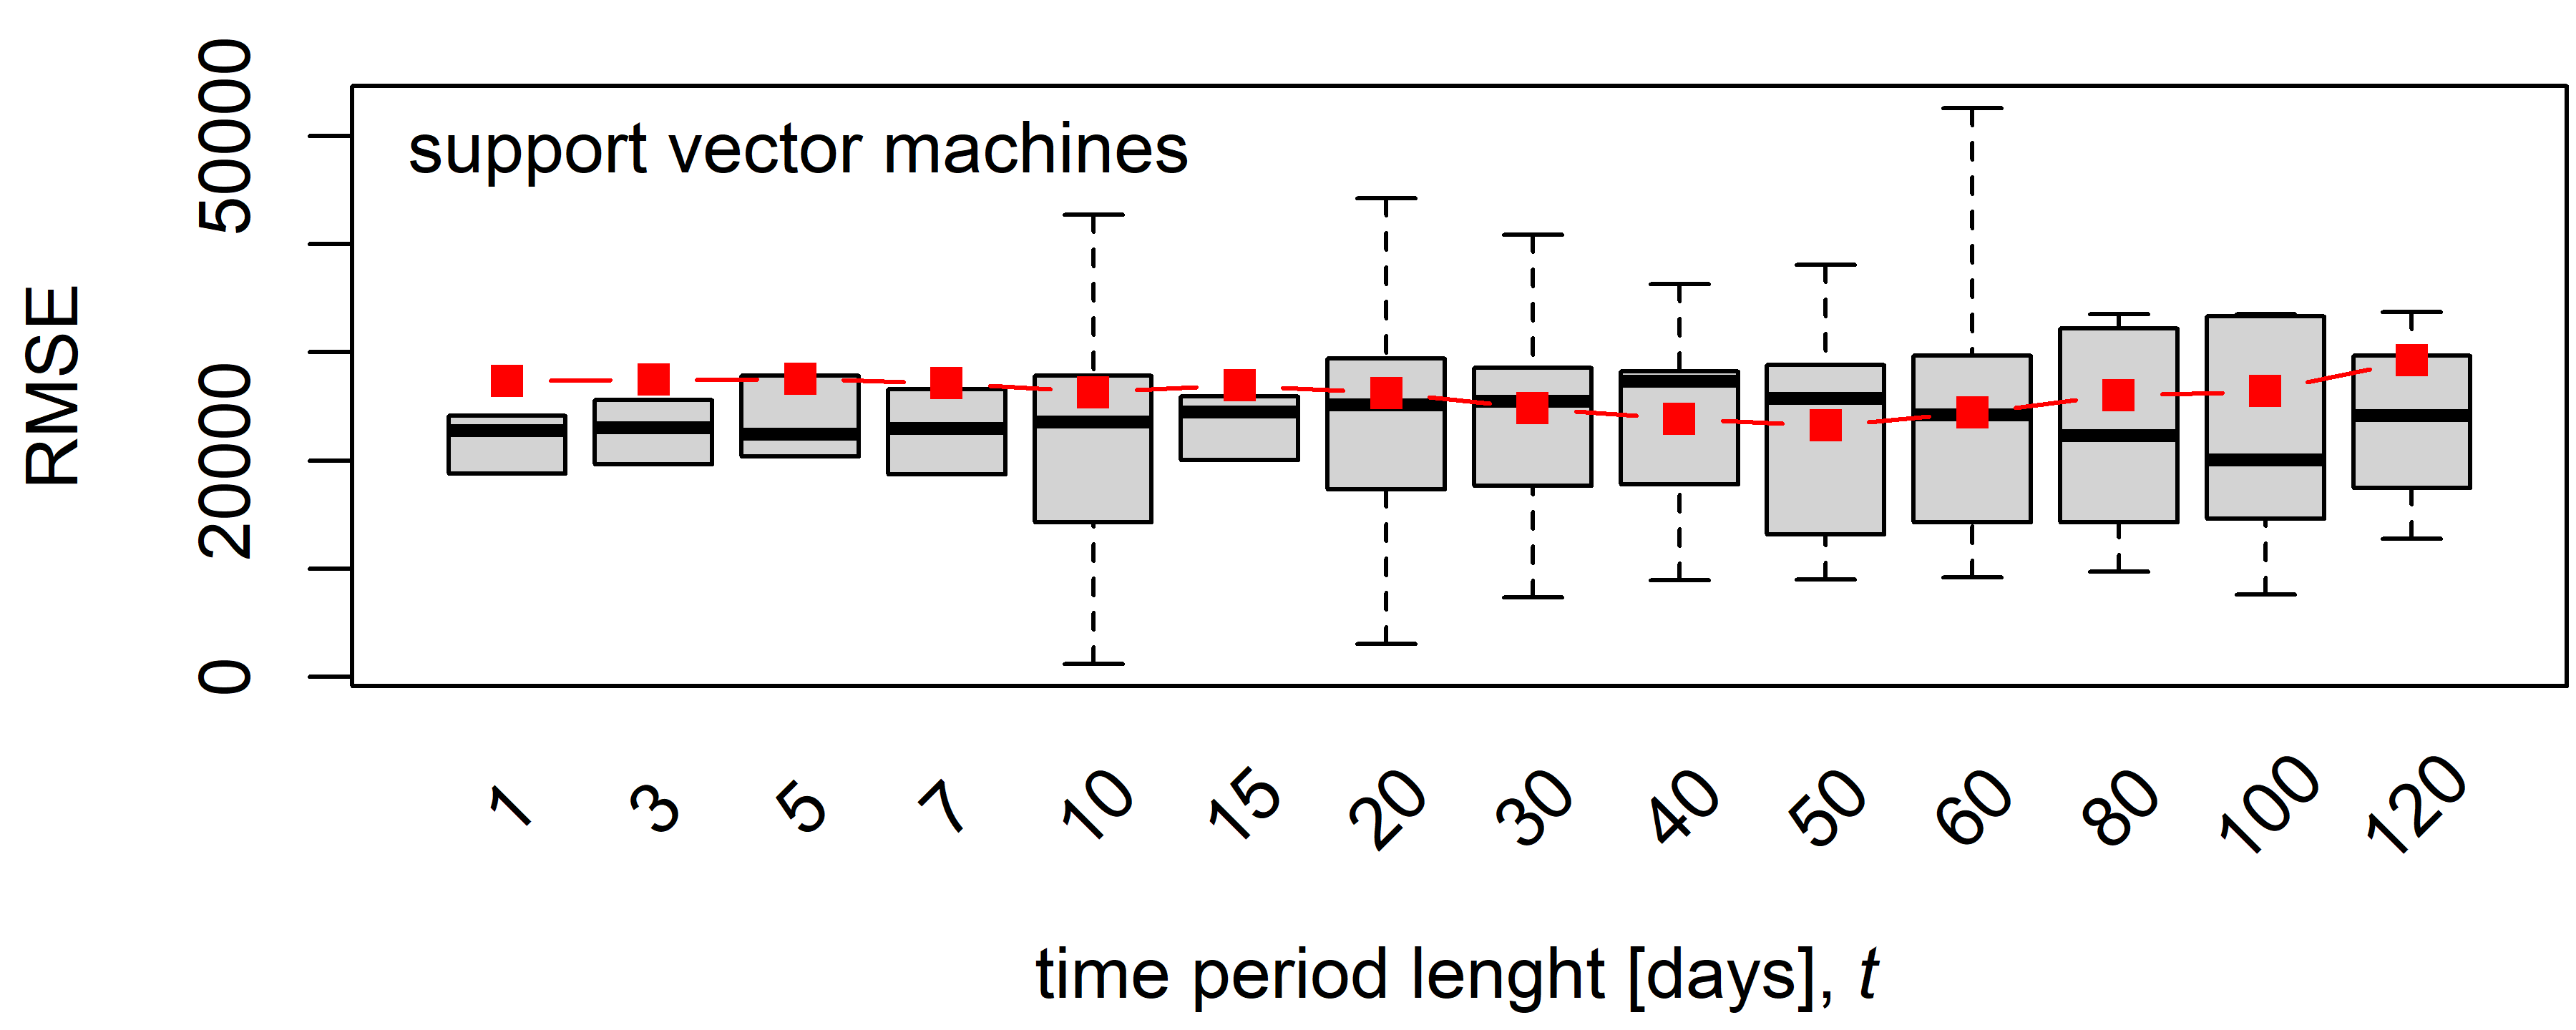 support vector machines
RMSE
50000
20000
0
1 3 5 7 10 15 20 30 40 50 60 80 100 120
time period lenght [days], t